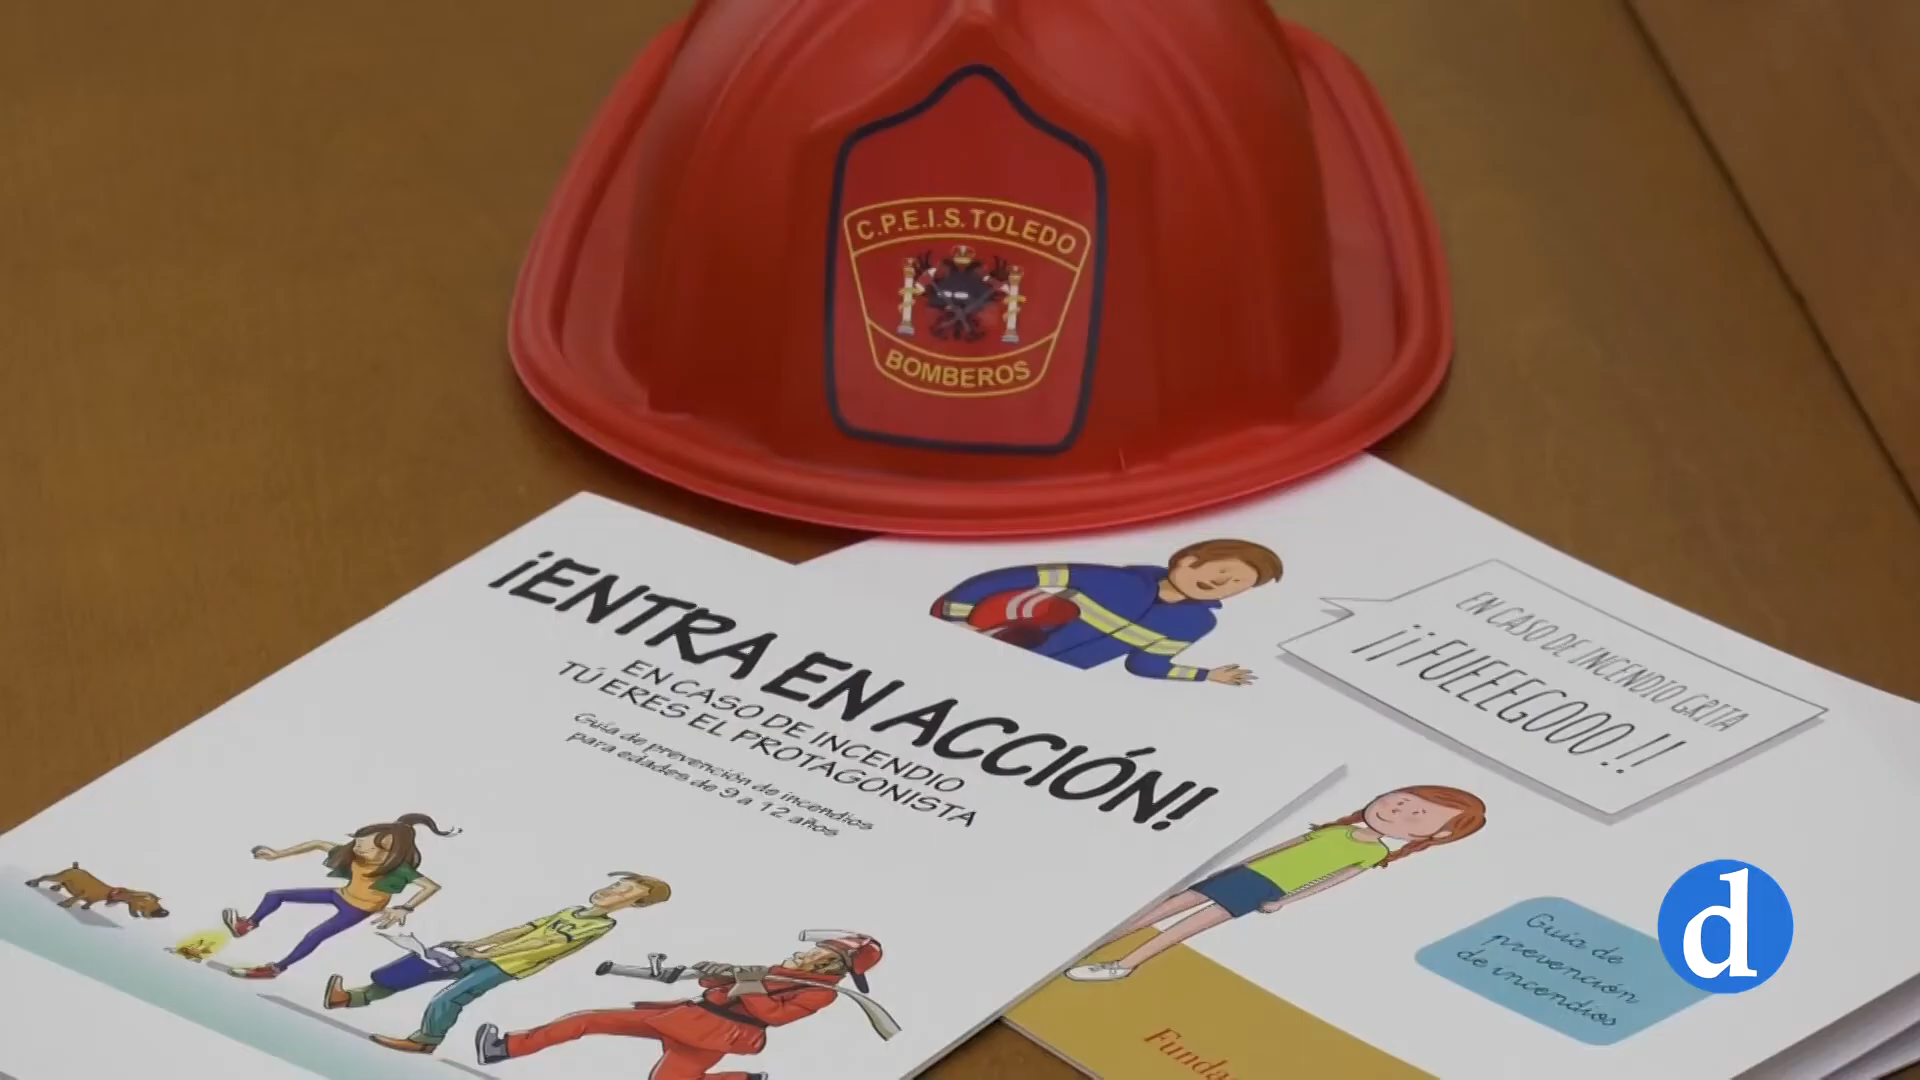 C.P.E.I.S. TOLEDO
BOMBEROS
¡ENTRA EN ACCIÓN!
EN CASO DE INCENDIO
TÚ ERES EL PROTAGONISTA
Guía de prevención de incendios
para edades de 9 a 12 años
EN CASO DE INCENDIO GRITA
¡¡FUEEEGOOO!!
Guía de
prevención
de incendios
d